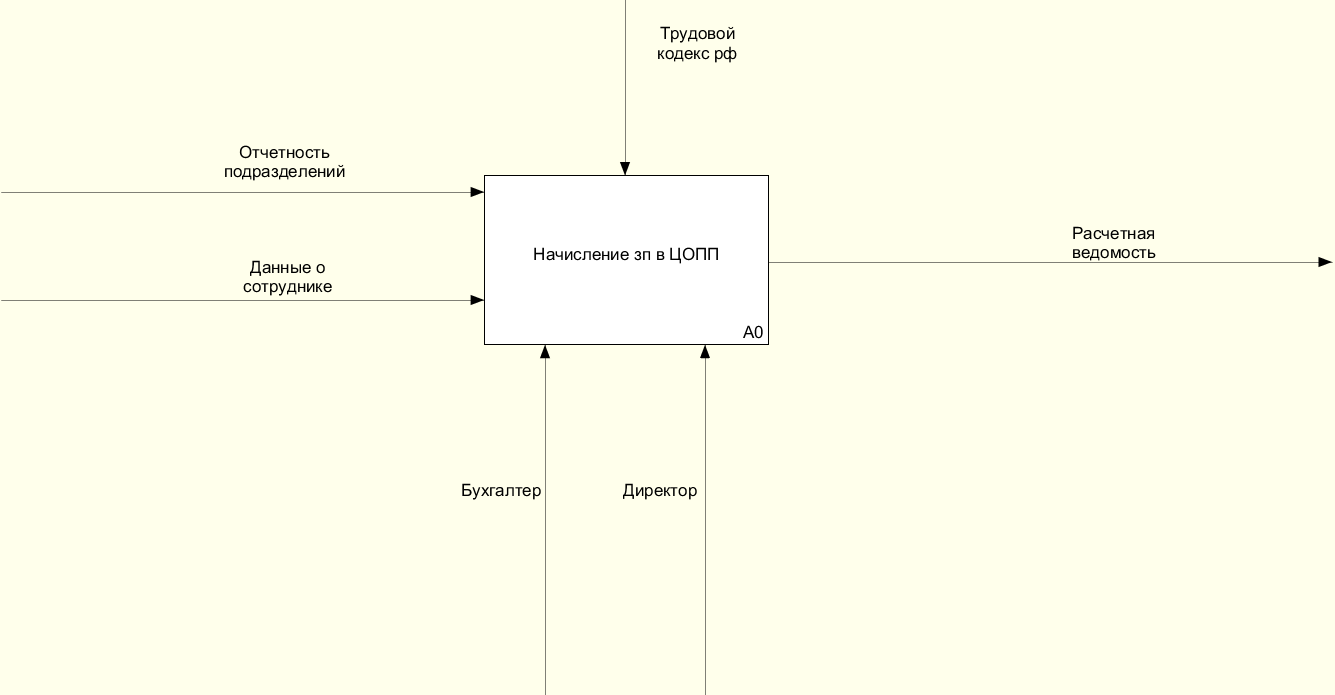 Трудовой
кодекс рф
Отчетность
подразделений
Расчетная
ведомость
Начисление зп в ЦОПП
Данные о
сотруднике
A0
Бухгалтер
Директор